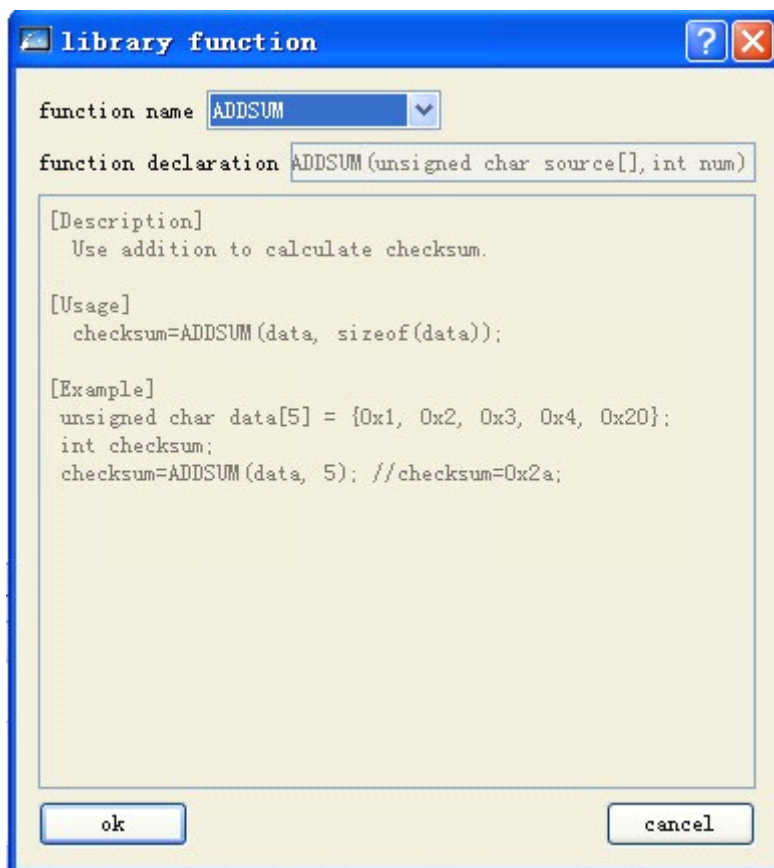 library function
function name ADDSUM
function declaration ADDSUM(unsigned char source[],int num)
[Description]
Use addition to calculate checksum.
[Usage]
checksum=ADDSUM(data, sizeof(data));
[Example]
unsigned char data[5] = {0x1, 0x2, 0x3, 0x4, 0x20};
int checksum;
checksum=ADDSUM(data, 5); //checksum=0x2a;
ok cancel